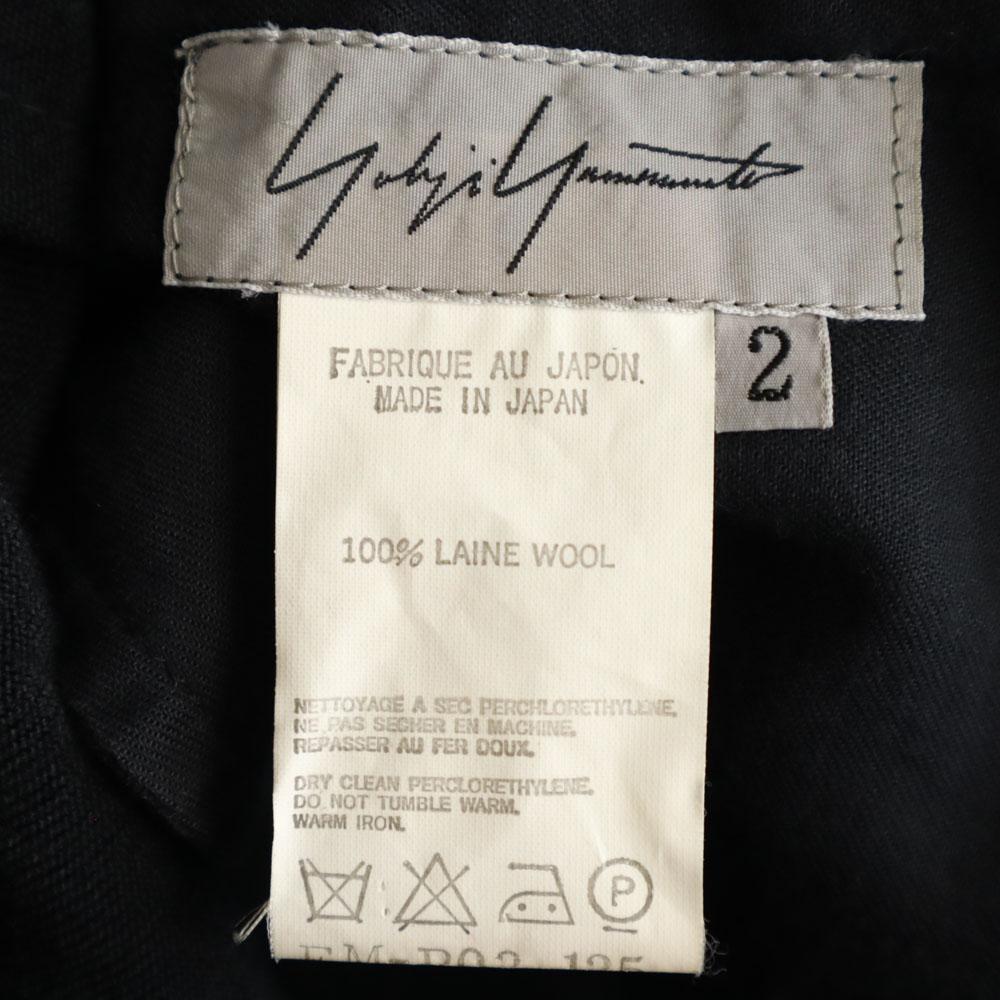 Yohji Yamamoto
2
FABRIQUE AU JAPON.
MADE IN JAPAN
100% LAINE WOOL
NETTOYAGE A SEC PERCHLORETHYLENE.
NE PAS SECHER EN MACHINE.
REPASSER AU FER DOUX.
DRY CLEAN PERCLORETHYLENE.
DO NOT TUMBLE WARM.
WARM IRON.
P